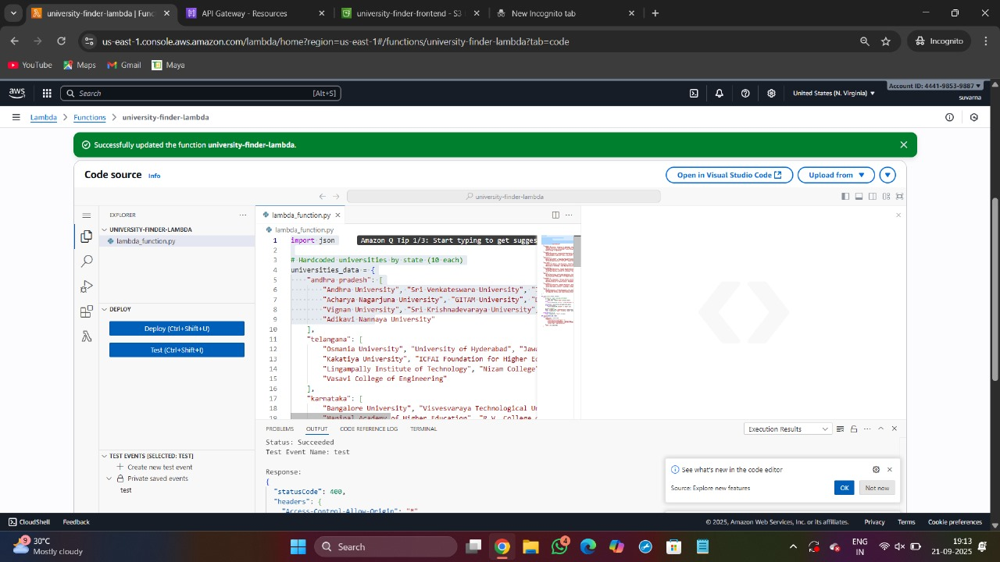 university-finder-lambda | Func
API Gateway - Resources
university-finder-frontend - S3
New Incognito tab
us-east-1.console.aws.amazon.com/lambda/home?region=us-east-1#/functions/university-finder-lambda?tab=code
Incognito
YouTube
Maps
Gmail
Maya
aws
Search
[Alt+S]
United States (N. Virginia)
Account ID: 4441-9853-9887
suvarna
Lambda
Functions
university-finder-lambda
Successfully updated the function university-finder-lambda.
Code source
Info
Open in Visual Studio Code
Upload from
university-finder-lambda
EXPLORER
UNIVERSITY-FINDER-LAMBDA
lambda_function.py
DEPLOY
Deploy (Ctrl+Shift+U)
Test (Ctrl+Shift+I)
TEST EVENTS [SELECTED: TEST]
Create new test event
Private saved events
test
lambda_function.py
lambda_function.py
1 import json
Amazon Q Tip 1/3: Start typing to get sugges
2
3 # Hardcoded universities by state (10 each)
4 universities_data = {
5 "andhra pradesh": [
6 "Andhra University", "Sri Venkateswara University", "
7 "Acharya Nagarjuna University", "GITAM University", "
8 "Vignan University", "Sri Krishnadevaraya University"
9 "Adikavi Nannaya University"
10 ],
11 "telangana": [
12 "Osmania University", "University of Hyderabad", "Jawa
13 "Kakatiya University", "ICFAI Foundation for Higher Ed
14 "Lingampally Institute of Technology", "Nizam College"
15 "Vasavi College of Engineering"
16 ],
17 "karnataka": [
18 "Bangalore University", "Visvesvaraya Technological Un
19 "Manipal Academy of Higher Education", "R.V. College
PROBLEMS
OUTPUT
CODE REFERENCE LOG
TERMINAL
Execution Results
Status: Succeeded
Test Event Name: test
Response:
{
"statusCode": 400,
"headers": {
"Access-Control-Allow-Origin": "*"
See what's new in the code editor
Source: Explore new features
OK
Not now
CloudShell
Feedback
© 2025, Amazon Web Services, Inc. or its affiliates.
Privacy
Terms
Cookie preferences
9
30°C
Mostly cloudy
Search
4
ENG
IN
19:13
21-09-2025